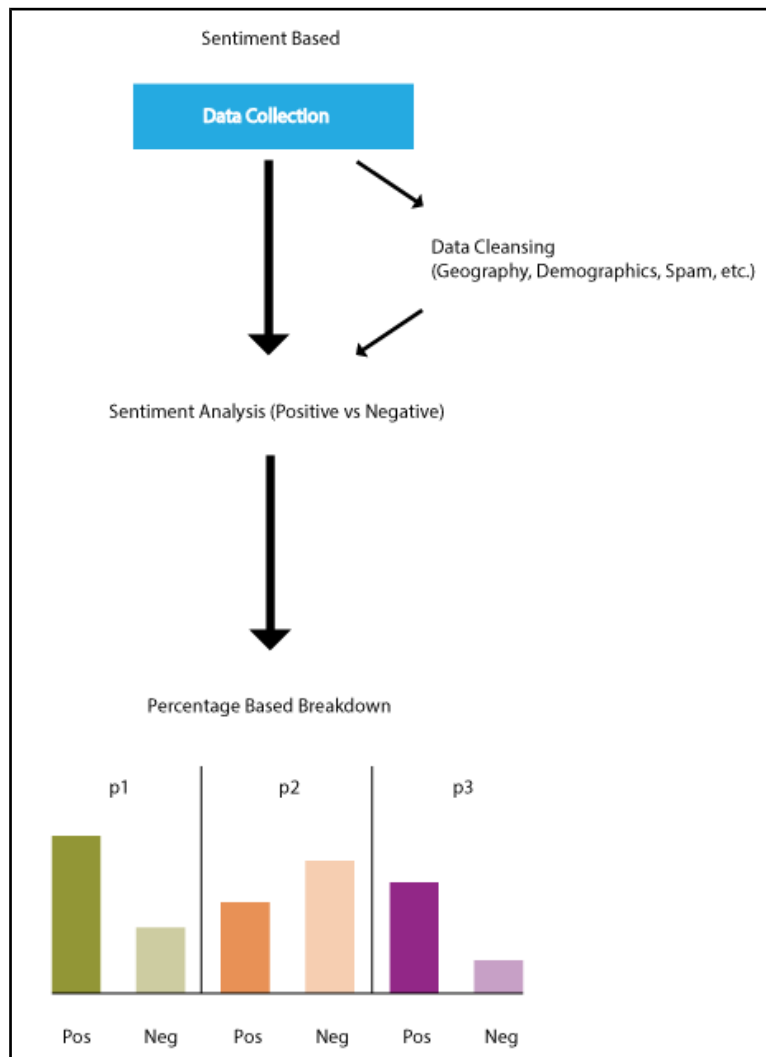 Sentiment Based
Data Collection
Data Cleansing
(Geography, Demographics, Spam, etc.)
Sentiment Analysis (Positive vs Negative)
Percentage Based Breakdown
p1 p2 p3
Pos Neg Pos Neg Pos Neg